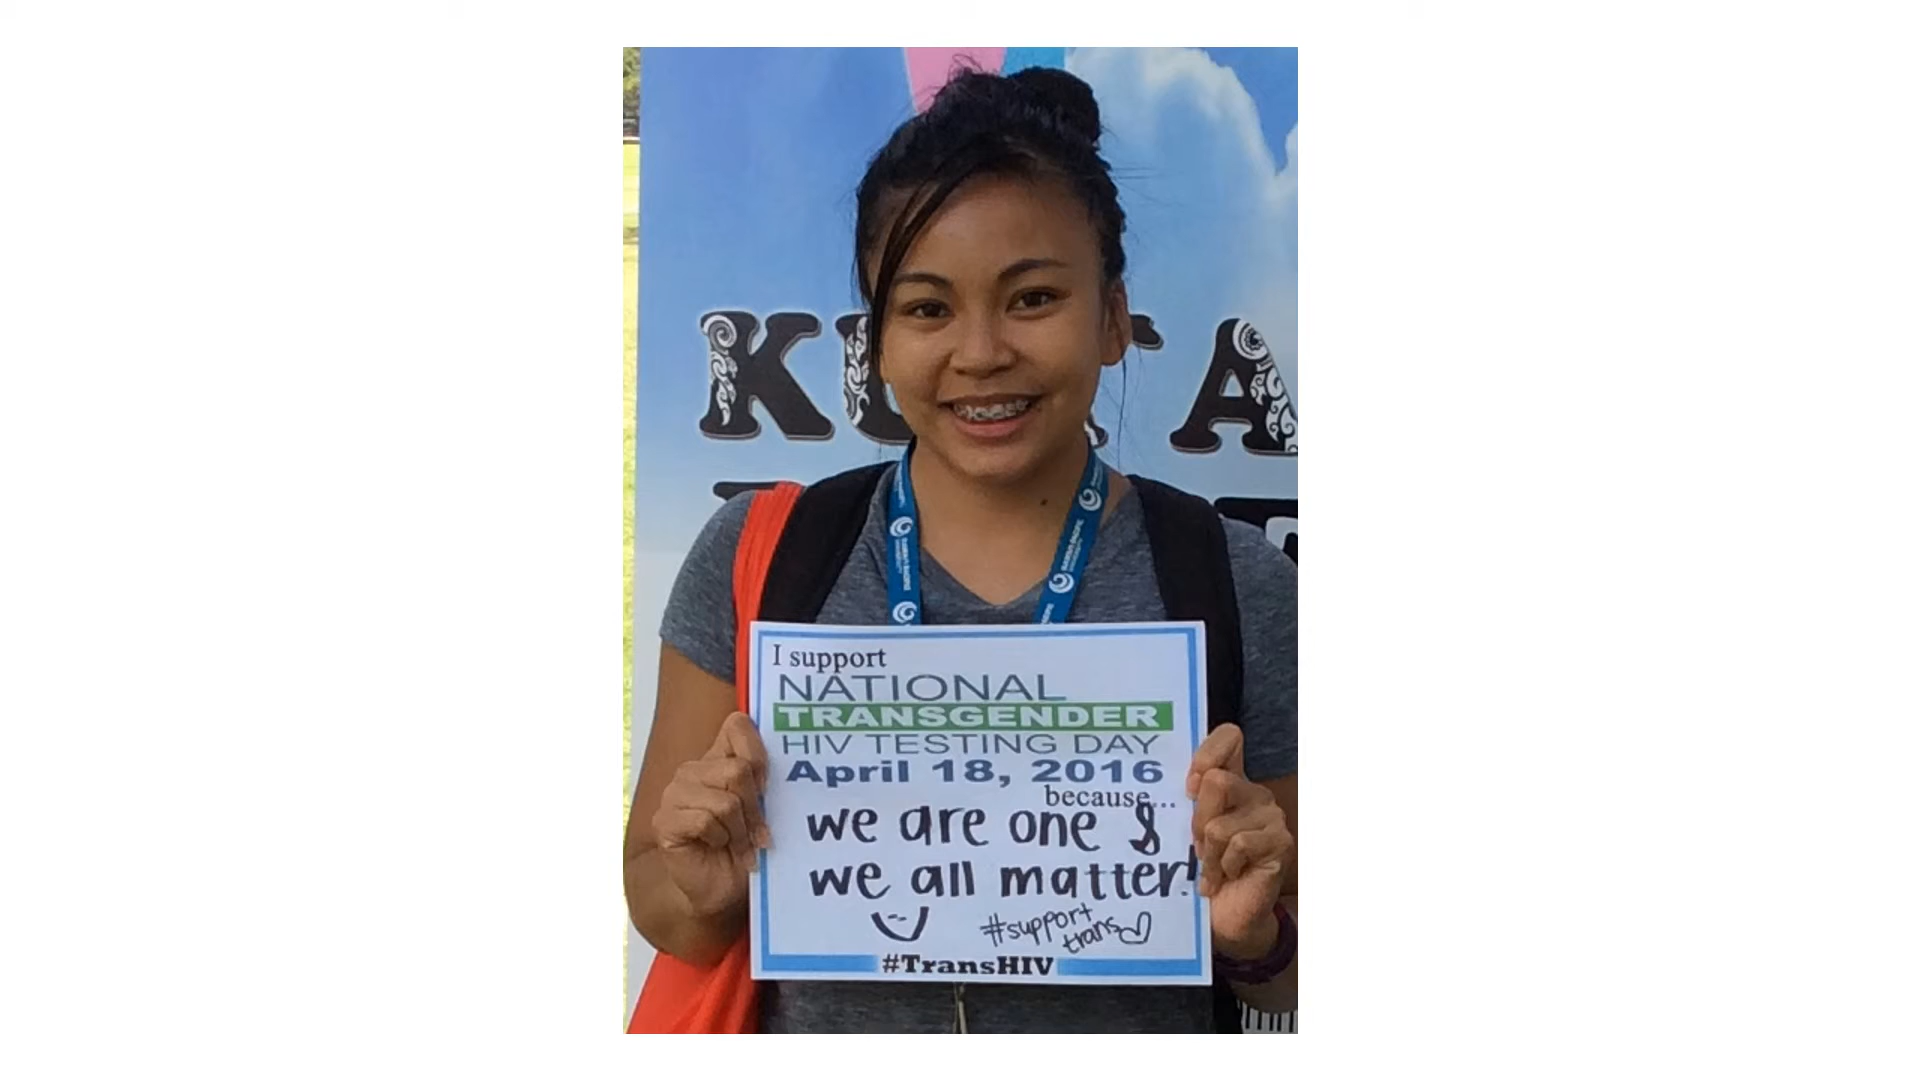 I support
NATIONAL
TRANSGENDER
HIV TESTING DAY
April 18, 2016
because...
we are one &
we all matter!
#support
trans
#TransHIV